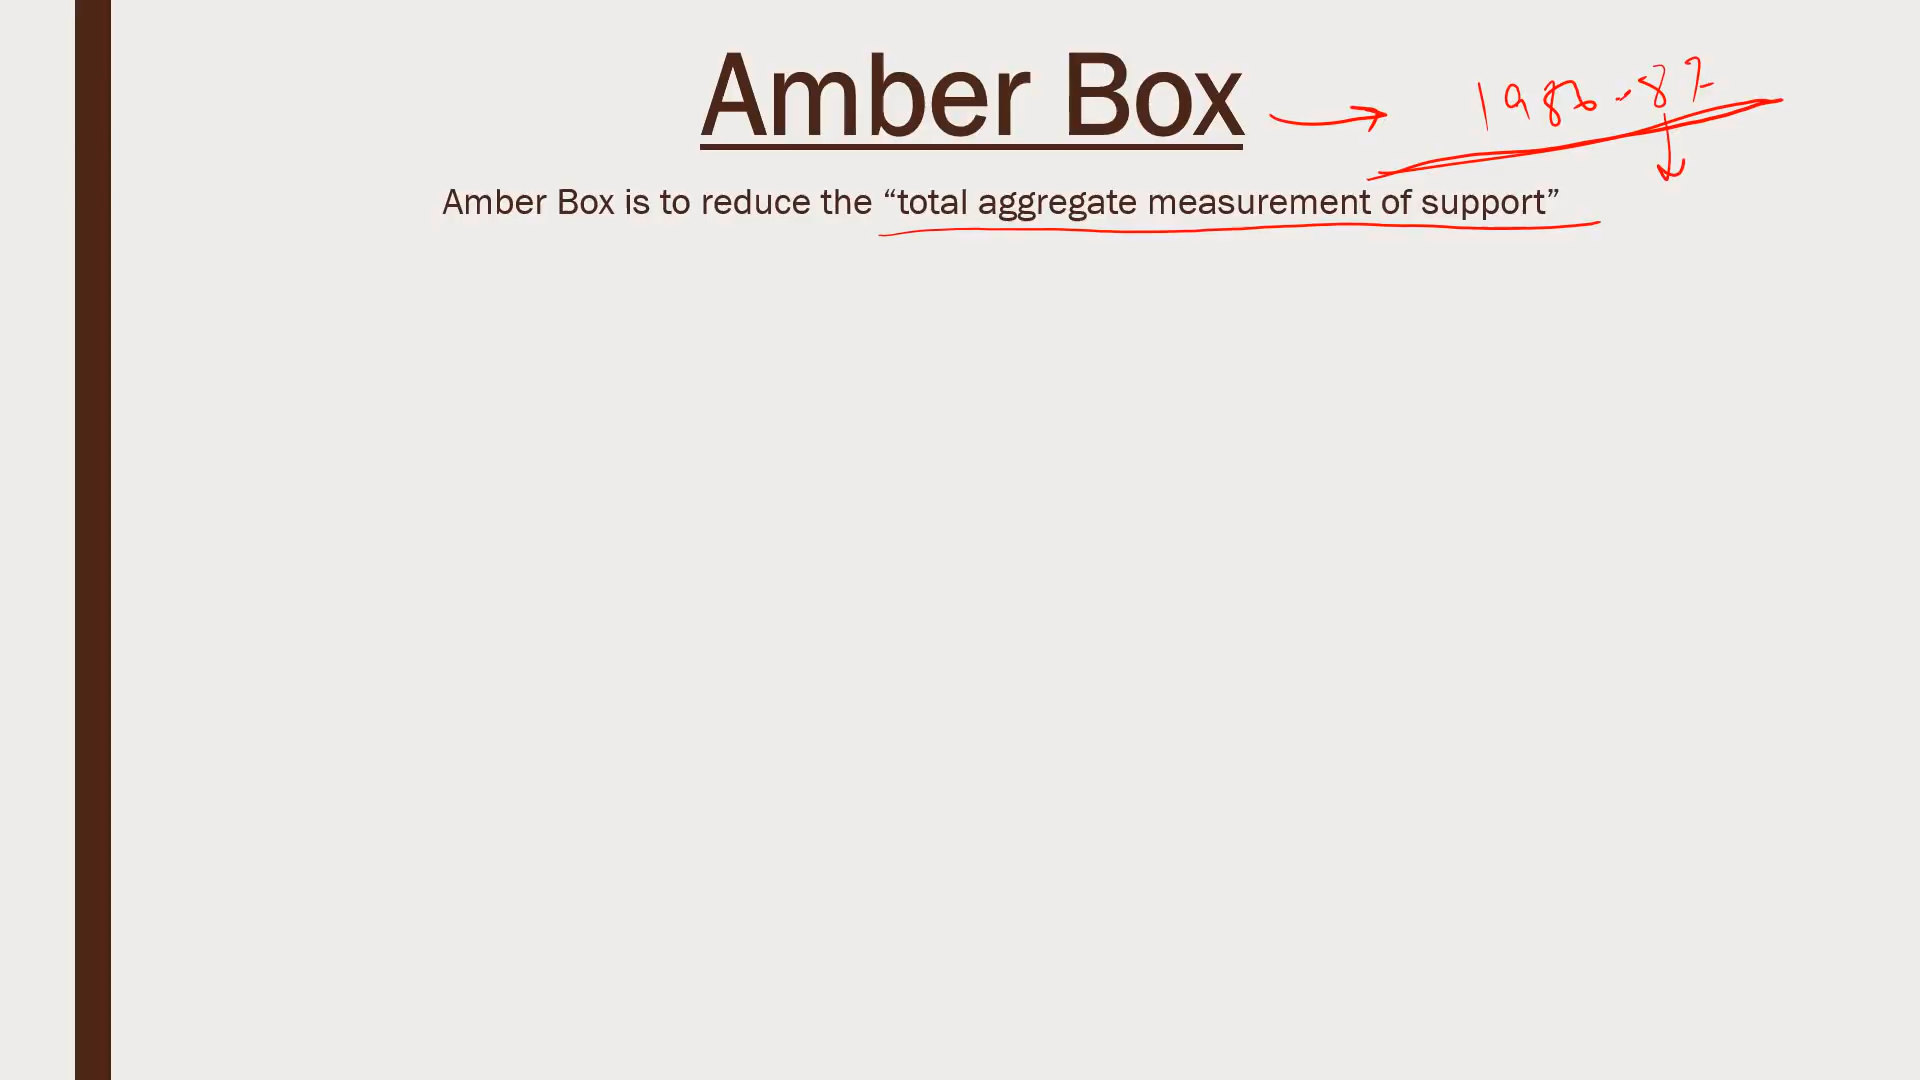 Amber Box
1986-87
Amber Box is to reduce the “total aggregate measurement of support”